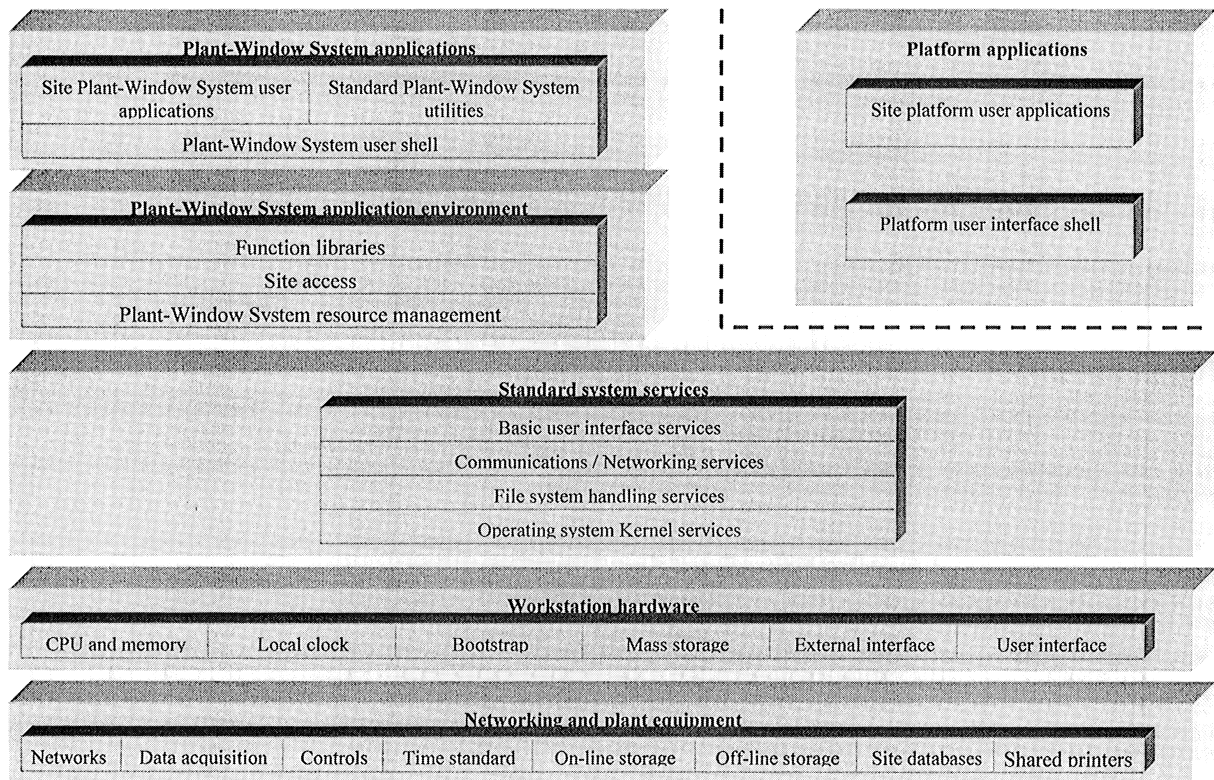 Plant-Window System applications
Site Plant-Window System user
applications
Standard Plant-Window System
utilities
Plant-Window System user shell
Platform applications
Site platform user applications
Platform user interface shell
Plant-Window System application environment
Function libraries
Site access
Plant-Window System resource management
Standard system services
Basic user interface services
Communications / Networking services
File system handling services
Operating system Kernel services
Workstation hardware
CPU and memory
Local clock
Bootstrap
Mass storage
External interface
User interface
Networking and plant equipment
Networks
Data acquisition
Controls
Time standard
On-line storage
Off-line storage
Site databases
Shared printers